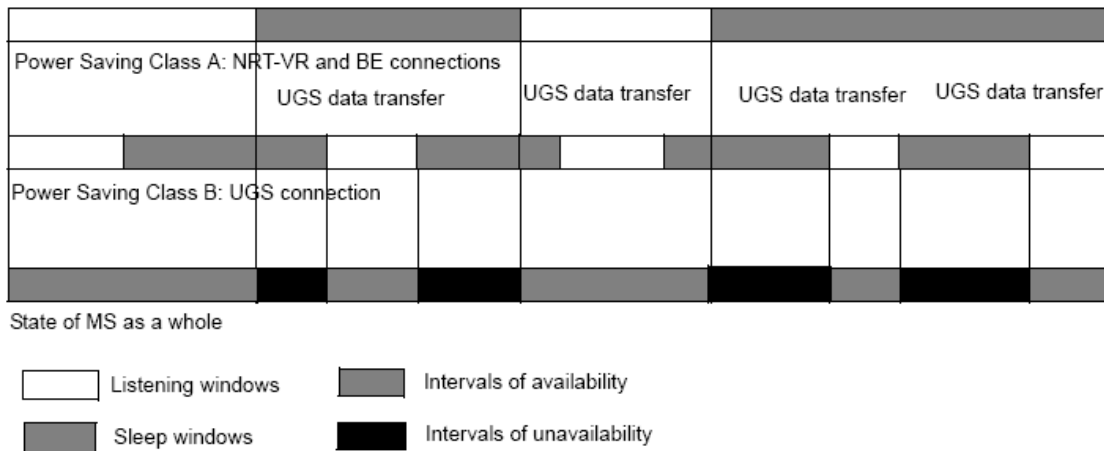 Power Saving Class A: NRT-VR and BE connections
UGS data transfer
UGS data transfer
UGS data transfer
UGS data transfer
Power Saving Class B: UGS connection
State of MS as a whole
Listening windows
Intervals of availability
Sleep windows
Intervals of unavailability